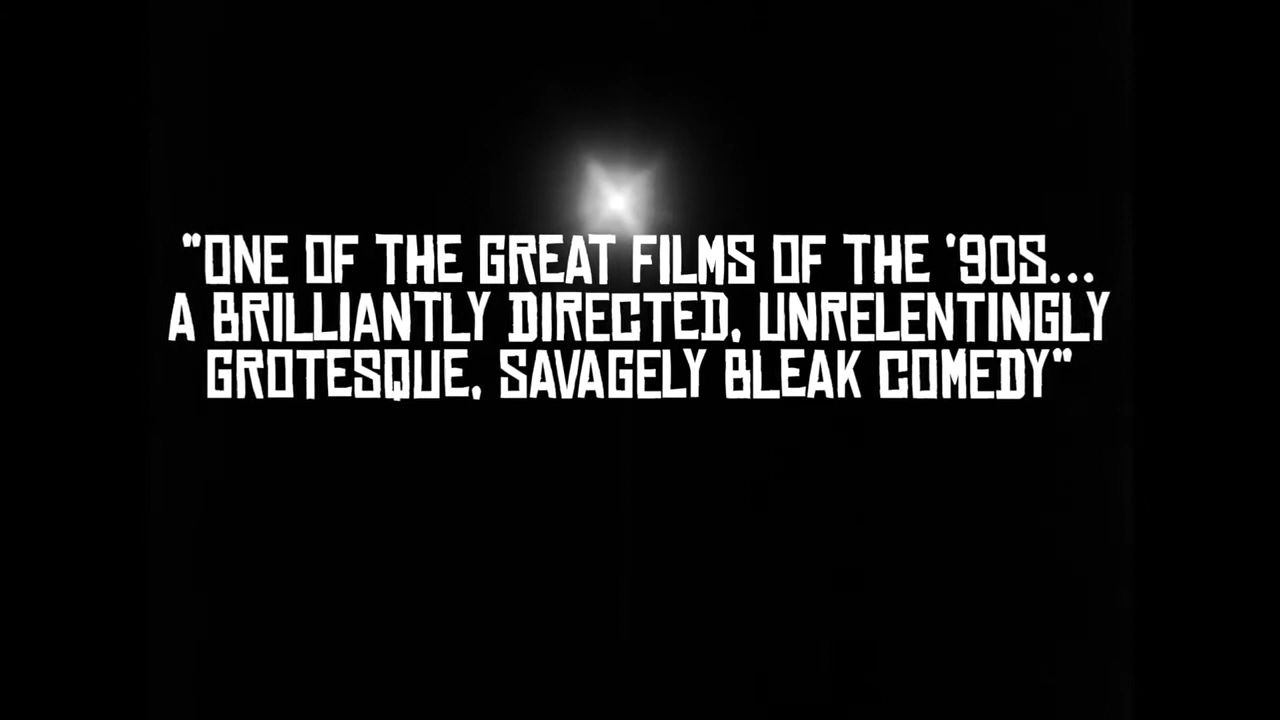 "ONE OF THE GREAT FILMS OF THE '90S...
A BRILLIANTLY DIRECTED, UNRELENTINGLY
GROTESQUE, SAVAGELY BLEAK COMEDY"